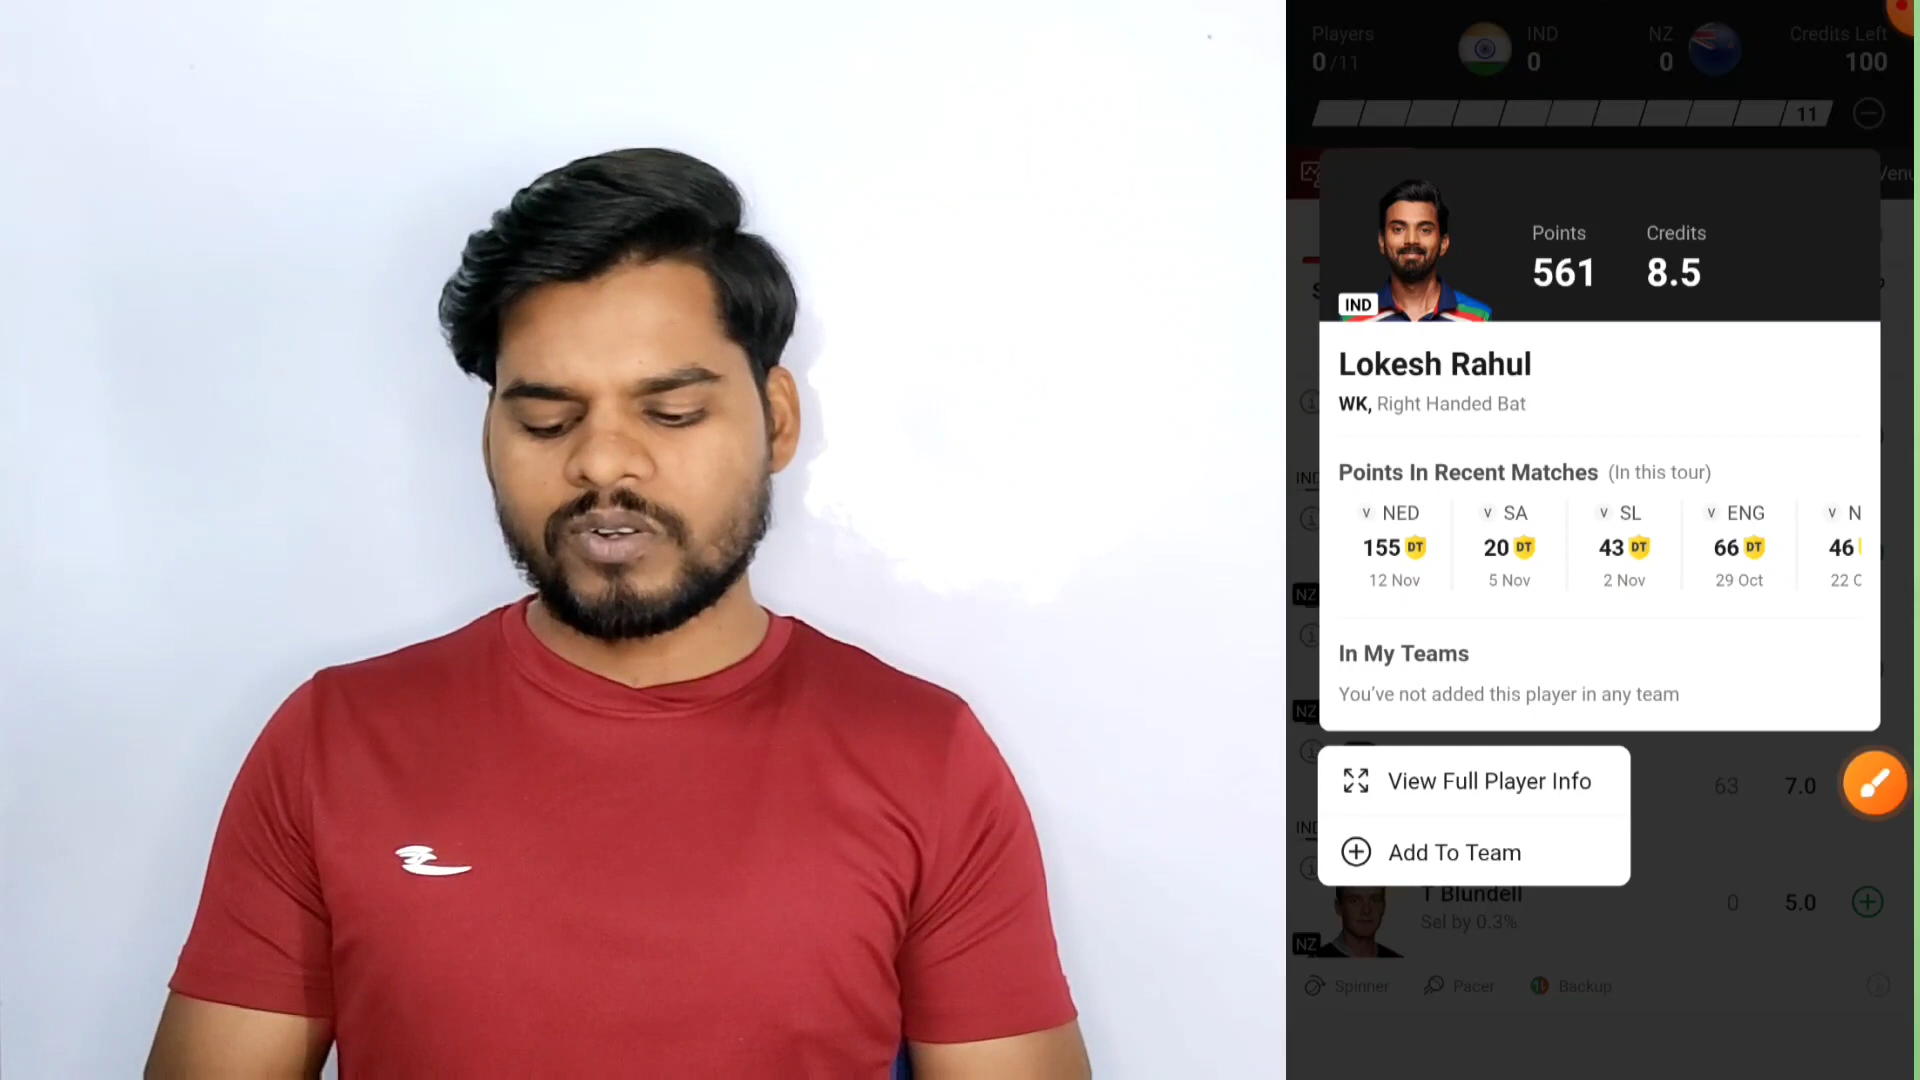 Players
IND
NZ
Credits Left
0/11
0
0
100
11
Points
Credits
561
8.5
IND
Lokesh Rahul
WK, Right Handed Bat
Points In Recent Matches (In this tour)
V NED
V SA
V SL
V ENG
V N
155 DT
20 DT
43 DT
66 DT
46
12 Nov
5 Nov
2 Nov
29 Oct
22 O
In My Teams
You've not added this player in any team
NZ
NZ
View Full Player Info
63
7.0
Add To Team
T Blundell
0
5.0
Sel by 0.3%
NZ
Spinner
Pacer
Backup